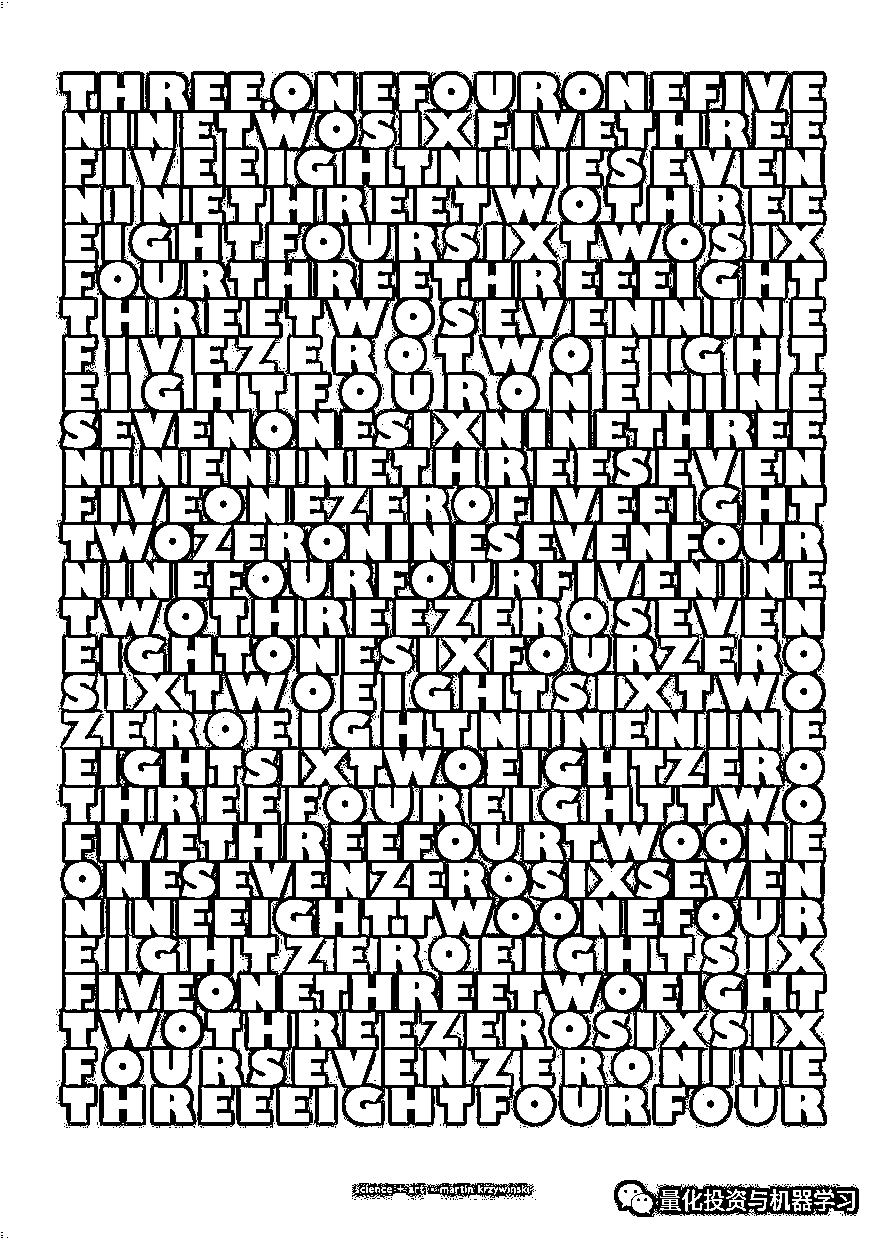 THREE.ONEFOURONEFIVE
NINETWOSIXFIVETHREE
FIVEEIGHTNINESEVEN
NINETHREETWOTHREE
EIGHTFOURSIXTWOSIX
FOURTHREETHREEEIGHT
THREETWOSEVENNINE
FIVEZEROTWOEIGHT
EIGHTFOURONENINE
SEVENONESIXNINETHREE
NINENINETHREESEVEN
FIVEONEZEROFIVEEIGHT
TWOZERONINESEVENFOUR
NINEFOURFOURFIVENINE
TWOTHREEZEROSEVEN
EIGHTONESIXFOURZERO
SIXTWOEIGHTSIXTWO
ZEROEIGHTNINENINE
EIGHTSIXTWOEIGHTZERO
THREEFOUREIGHTTWO
FIVETHREEFOURTWOONE
ONESEVENZEROSIXSEVEN
NINEEIGHTTWOONEFOUR
EIGHTZEROEIGHTSIX
FIVEONETHREETWOEIGHT
TWOTHREEZEROSIXSIX
FOURSEVENZERONINE
THREEEIGHTFOURFOUR
science + art • martin krzywinski
量化投资与机器学习